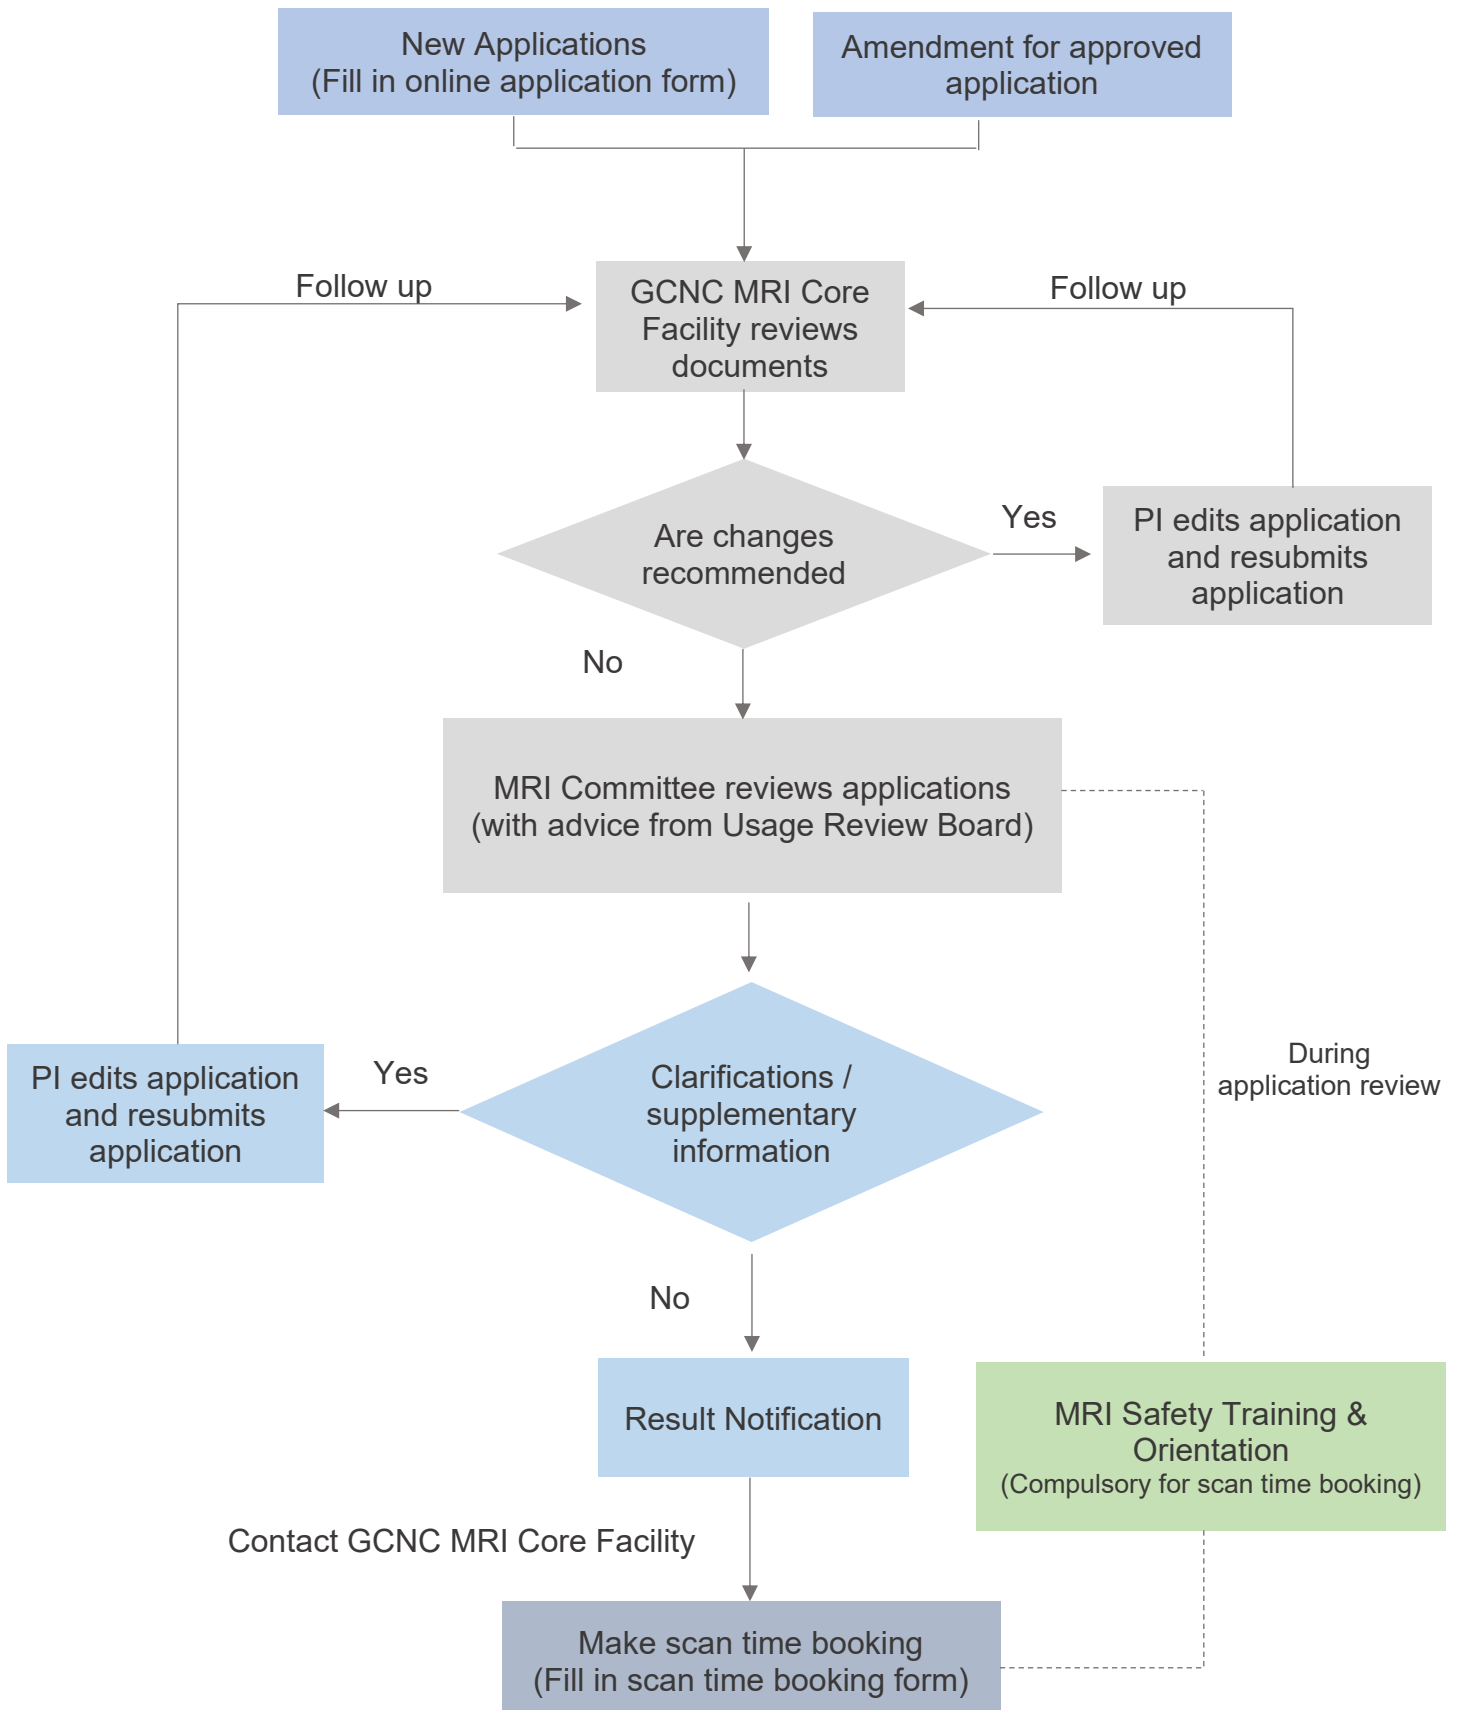 New Applications
(Fill in online application form)
Amendment for approved
application
Follow up
GCNC MRI Core
Facility reviews
documents
Follow up
Are changes
recommended
Yes
PI edits application
and resubmits
application
No
MRI Committee reviews applications
(with advice from Usage Review Board)
PI edits application
and resubmits
application
Yes
Clarifications /
supplementary
information
During
application review
No
Result Notification
MRI Safety Training &
Orientation
(Compulsory for scan time booking)
Contact GCNC MRI Core Facility
Make scan time booking
(Fill in scan time booking form)